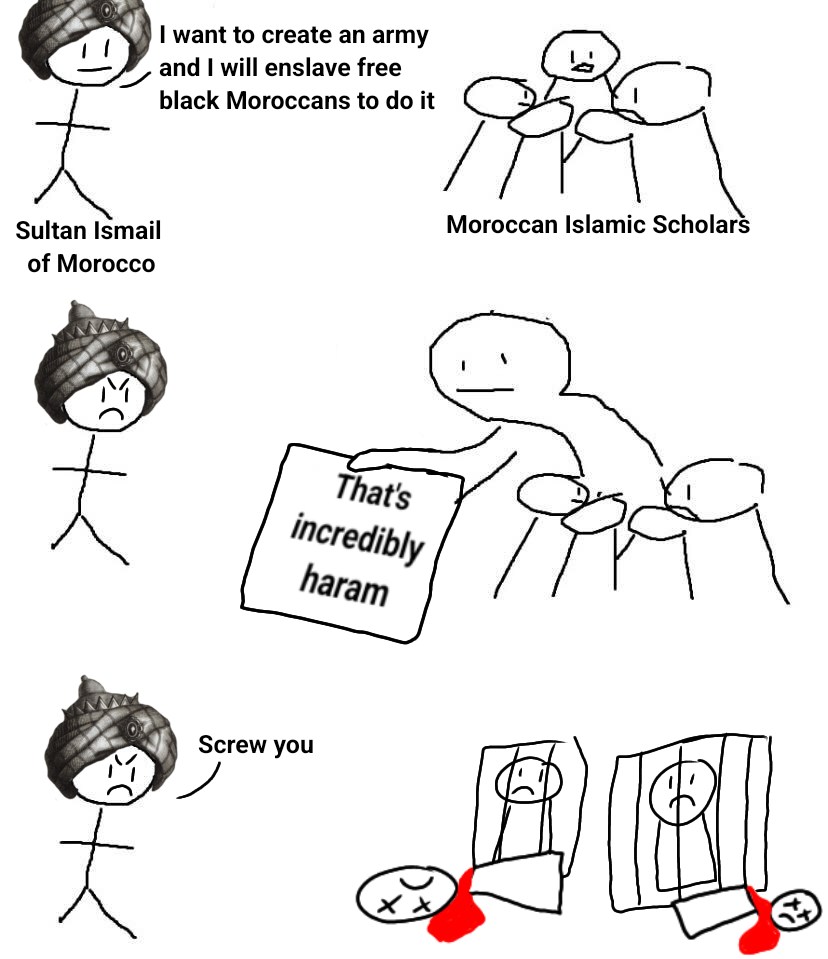 I want to create an army
and I will enslave free
black Moroccans to do it
Sultan Ismail
of Morocco
Moroccan Islamic Scholars
That's
incredibly
haram
Screw you